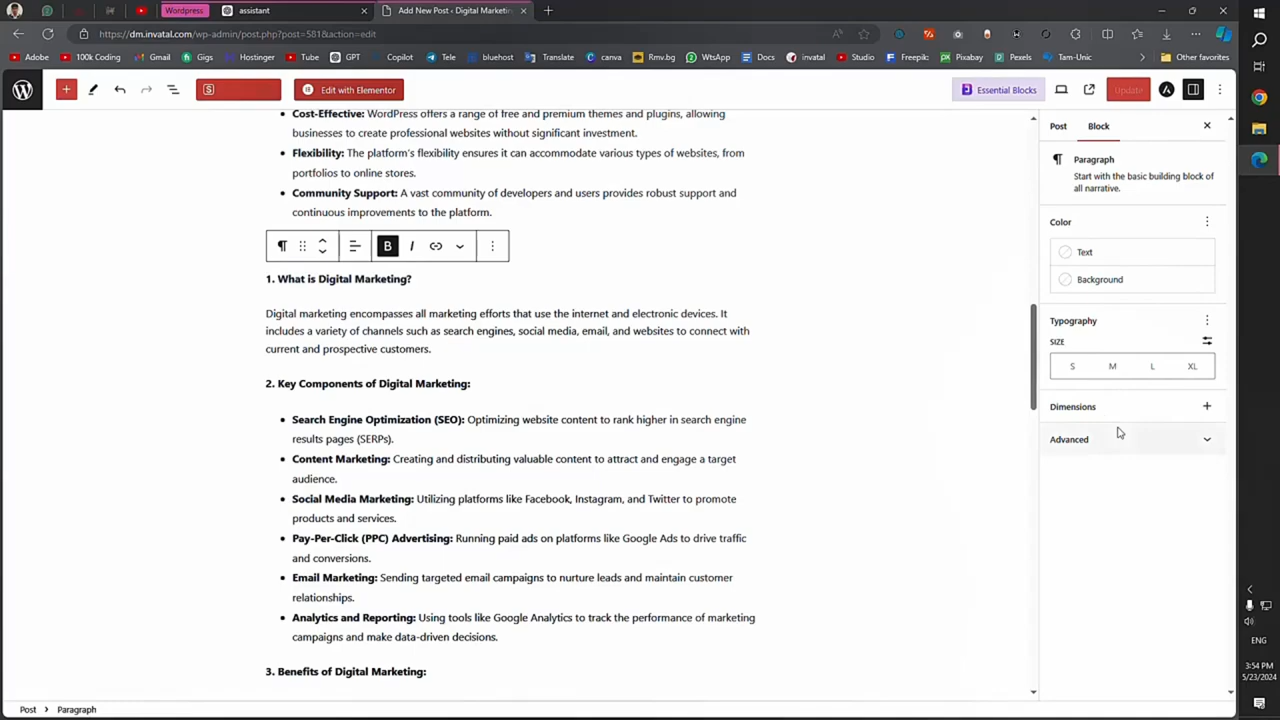 Wordpress
assistant
Add New Post ‹ Digital Marketing
https://dm.invatal.com/wp-admin/post.php?post=581&action=edit
Adobe
100k Coding
Gmail
Gigs
Hostinger
Tube
GPT
Copilot
Tele
bluehost
Translate
canva
Rmv.bg
WtsApp
Docs
invatal
Studio
Freepik
Pixabay
Pexels
Tam-Unic
Other favorites
Edit with Elementor
Essential Blocks
Update
• Cost-Effective: WordPress offers a range of free and premium themes and plugins, allowing
businesses to create professional websites without significant investment.
• Flexibility: The platform's flexibility ensures it can accommodate various types of websites, from
portfolios to online stores.
• Community Support: A vast community of developers and users provides robust support and
continuous improvements to the platform.
B I
1. What is Digital Marketing?
Digital marketing encompasses all marketing efforts that use the internet and electronic devices. It
includes a variety of channels such as search engines, social media, email, and websites to connect with
current and prospective customers.
2. Key Components of Digital Marketing:
• Search Engine Optimization (SEO): Optimizing website content to rank higher in search engine
results pages (SERPs).
• Content Marketing: Creating and distributing valuable content to attract and engage a target
audience.
• Social Media Marketing: Utilizing platforms like Facebook, Instagram, and Twitter to promote
products and services.
• Pay-Per-Click (PPC) Advertising: Running paid ads on platforms like Google Ads to drive traffic
and conversions.
• Email Marketing: Sending targeted email campaigns to nurture leads and maintain customer
relationships.
• Analytics and Reporting: Using tools like Google Analytics to track the performance of marketing
campaigns and make data-driven decisions.
3. Benefits of Digital Marketing:
Post
Block
Paragraph
Start with the basic building block of
all narrative.
Color
Text
Background
Typography
SIZE
S M L XL
Dimensions
Advanced
Post › Paragraph
ENG
3:54 PM
5/23/2024